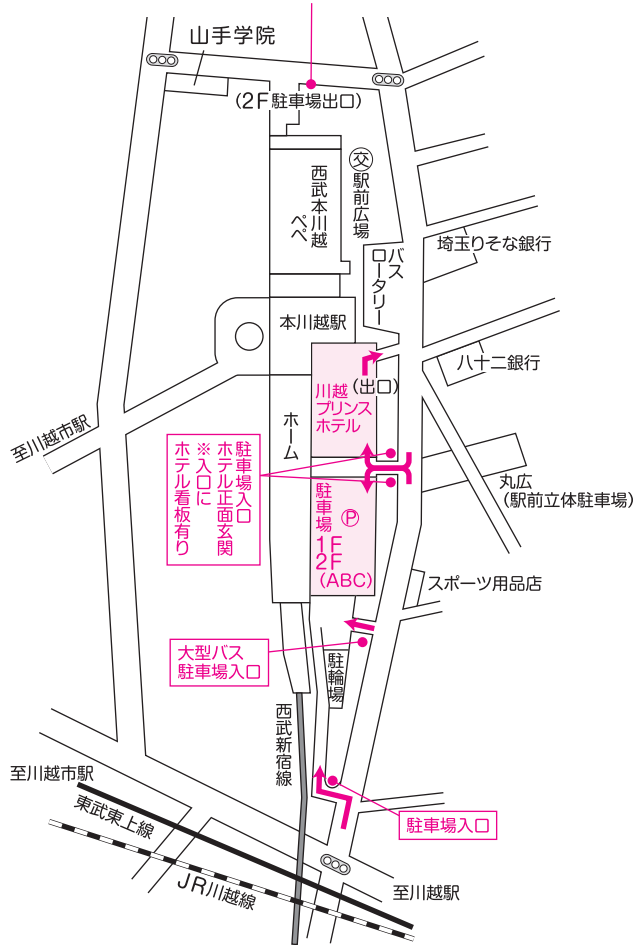 山手学院
(2F駐車場出口)
交
駅前広場
西武本川越
ペペ
埼玉りそな銀行
バス
ロータリー
本川越駅
八十二銀行
川越
プリンス
ホテル
(出口)
ホーム
至川越市駅
駐車場入口
ホテル正面玄関
※入口に
ホテル看板有り
丸広
(駅前立体駐車場)
駐車場
P
1F
2F
(ABC)
スポーツ用品店
大型バス
駐車場入口
駐輪場
西武新宿線
至川越市駅
東武東上線
駐車場入口
JR川越線
至川越駅